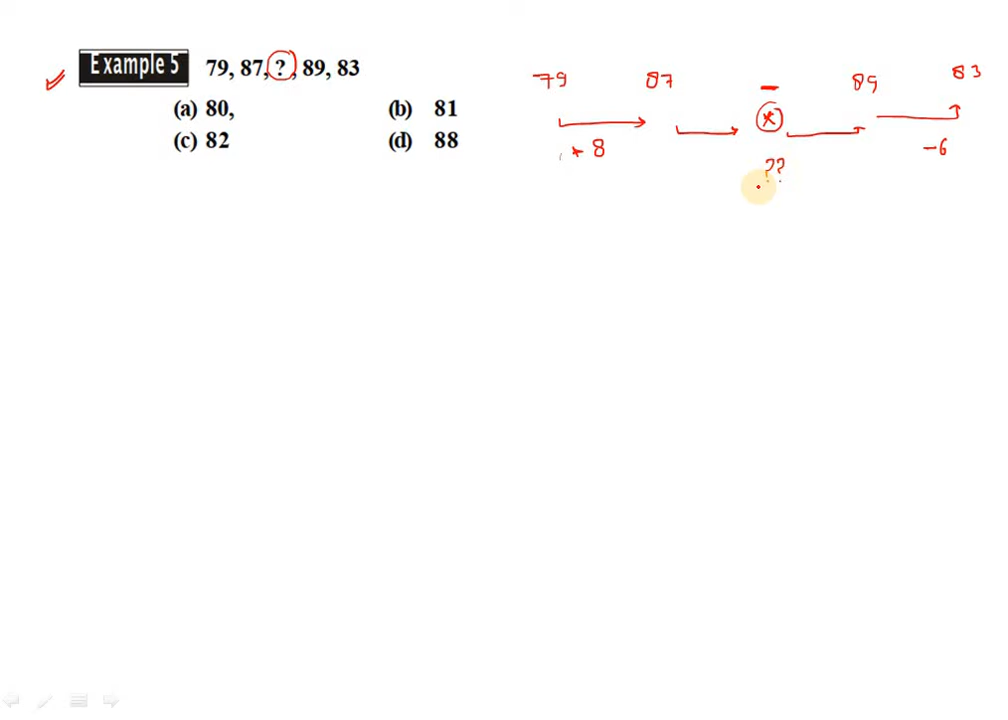 Example 5 79, 87, ?, 89, 83
(a) 80, (b) 81
(c) 82 (d) 88
79 87 – 89 83
+ 8 × - 6
??